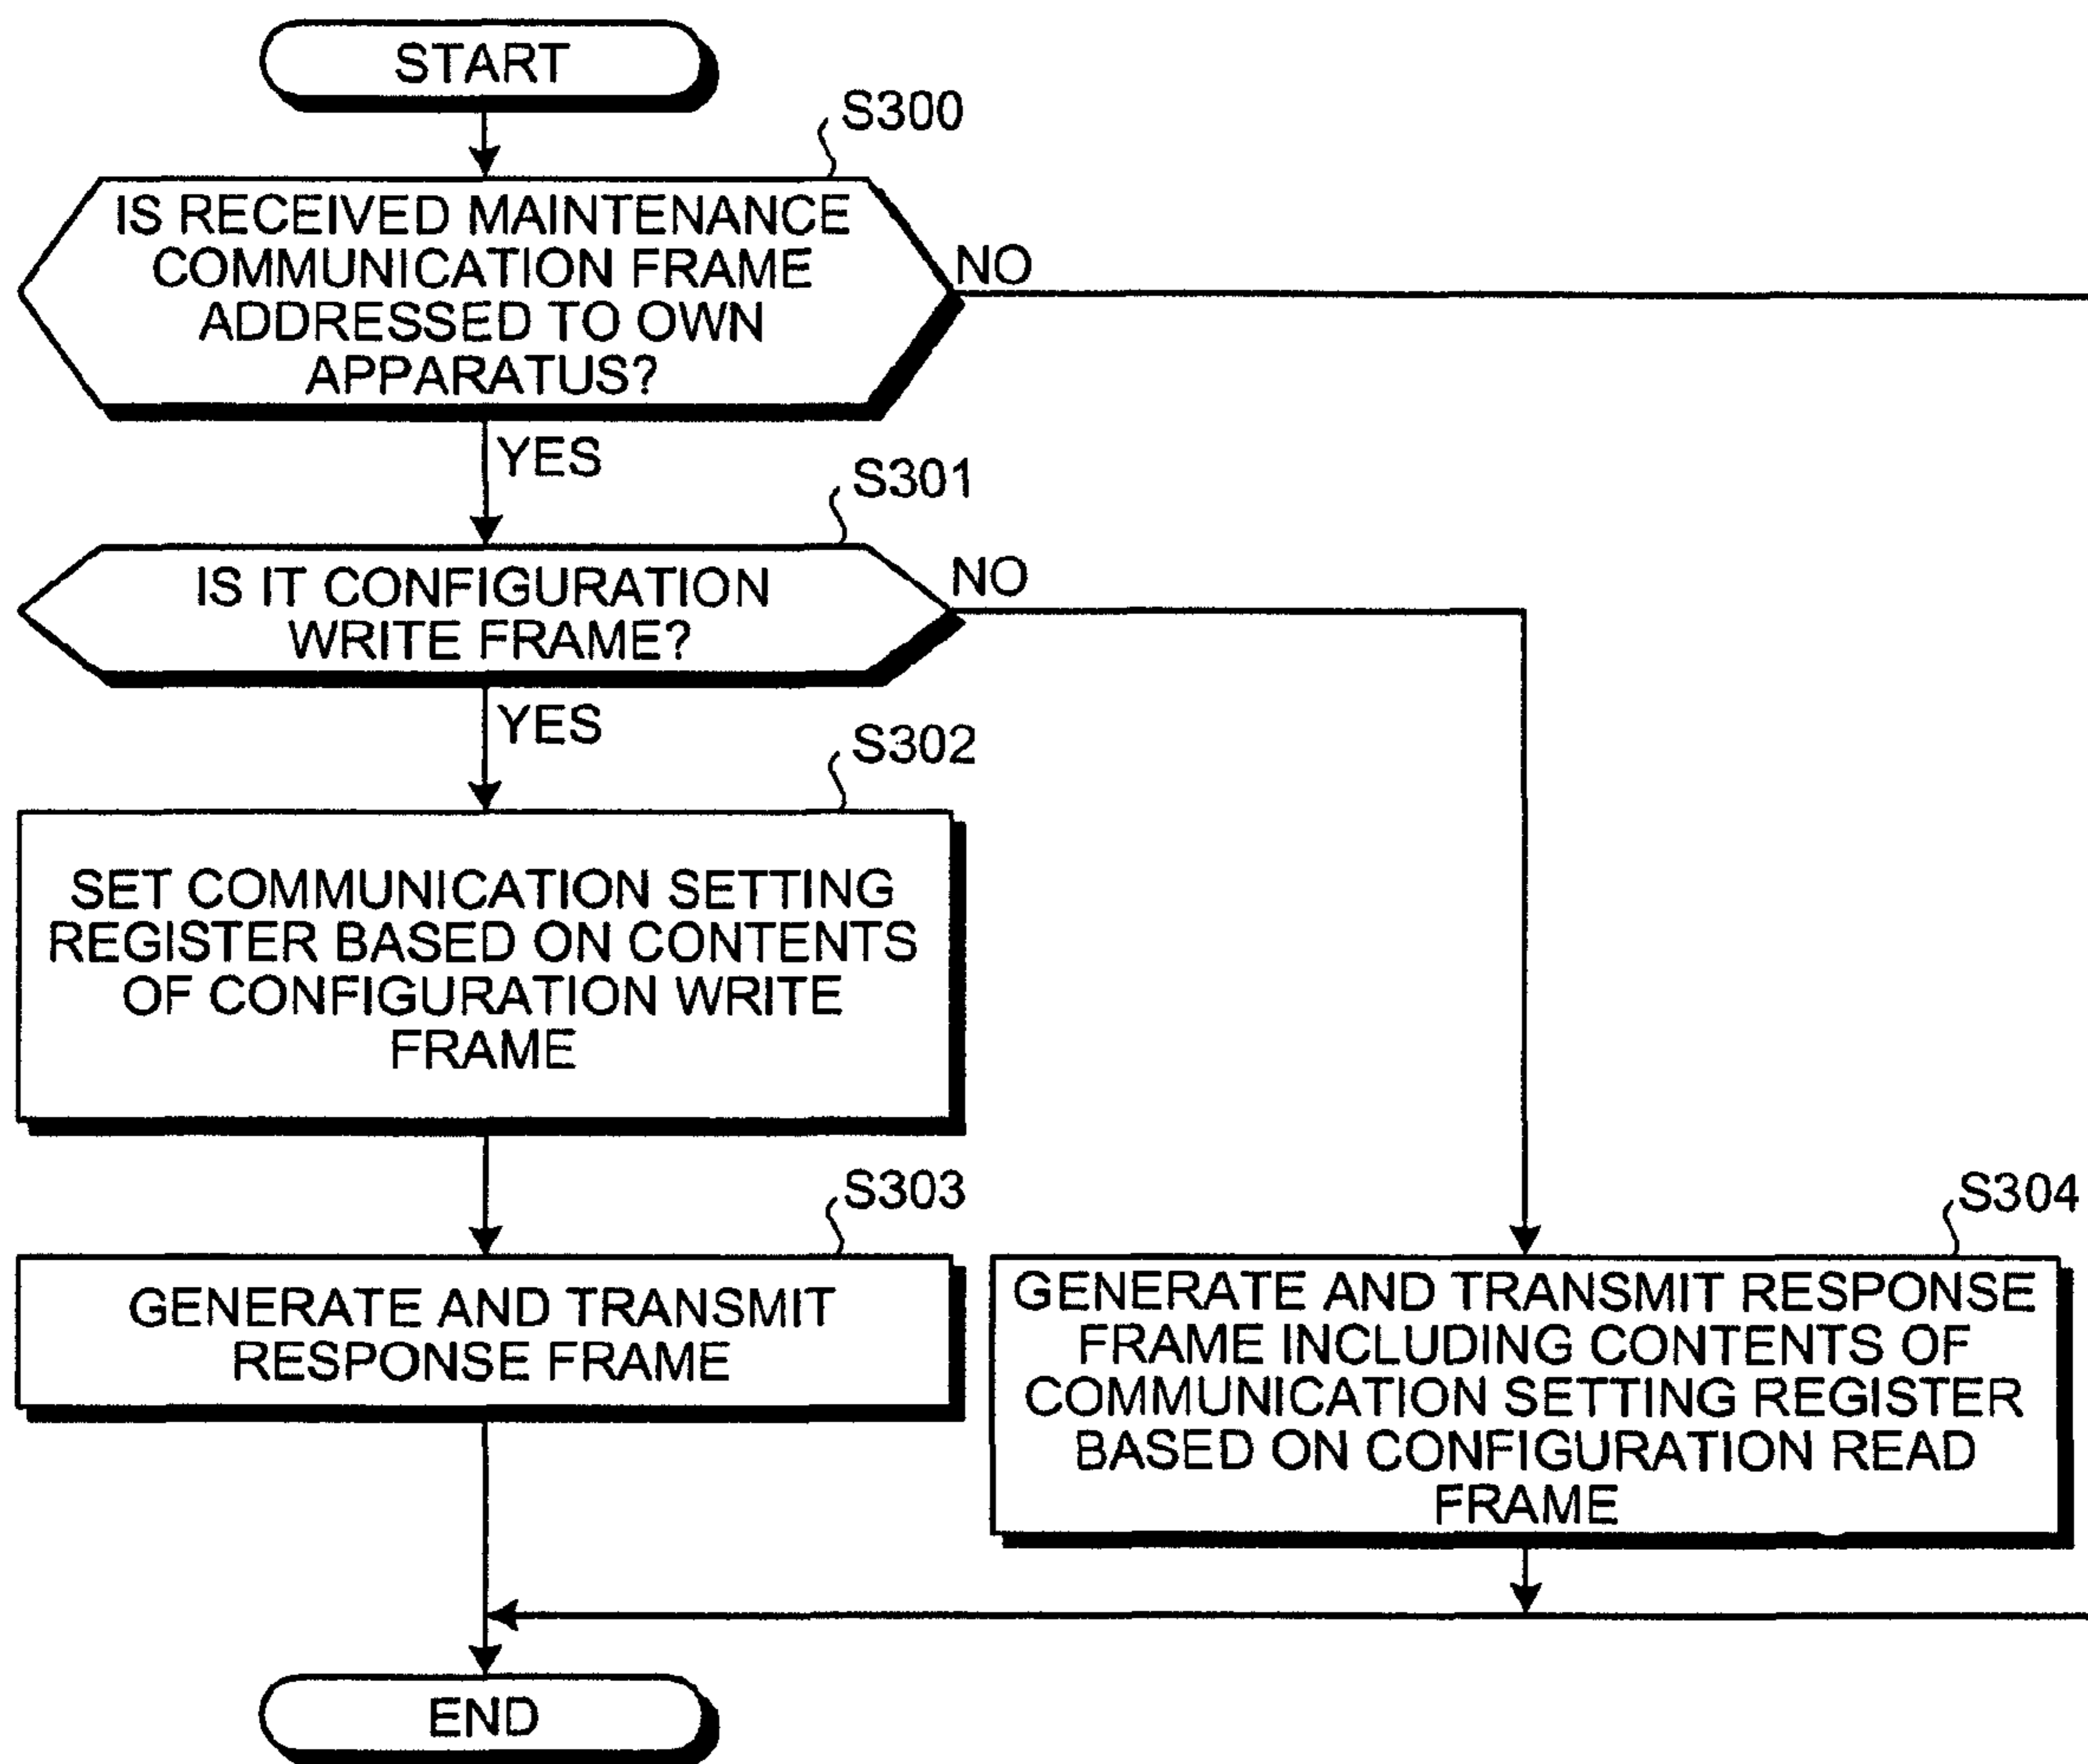 START
S300
IS RECEIVED MAINTENANCE
COMMUNICATION FRAME
ADDRESSED TO OWN
APPARATUS?
NO
YES
S301
IS IT CONFIGURATION
WRITE FRAME?
NO
YES
S302
SET COMMUNICATION SETTING
REGISTER BASED ON CONTENTS
OF CONFIGURATION WRITE
FRAME
S303
GENERATE AND TRANSMIT
RESPONSE FRAME
S304
GENERATE AND TRANSMIT RESPONSE
FRAME INCLUDING CONTENTS OF
COMMUNICATION SETTING REGISTER
BASED ON CONFIGURATION READ
FRAME
END